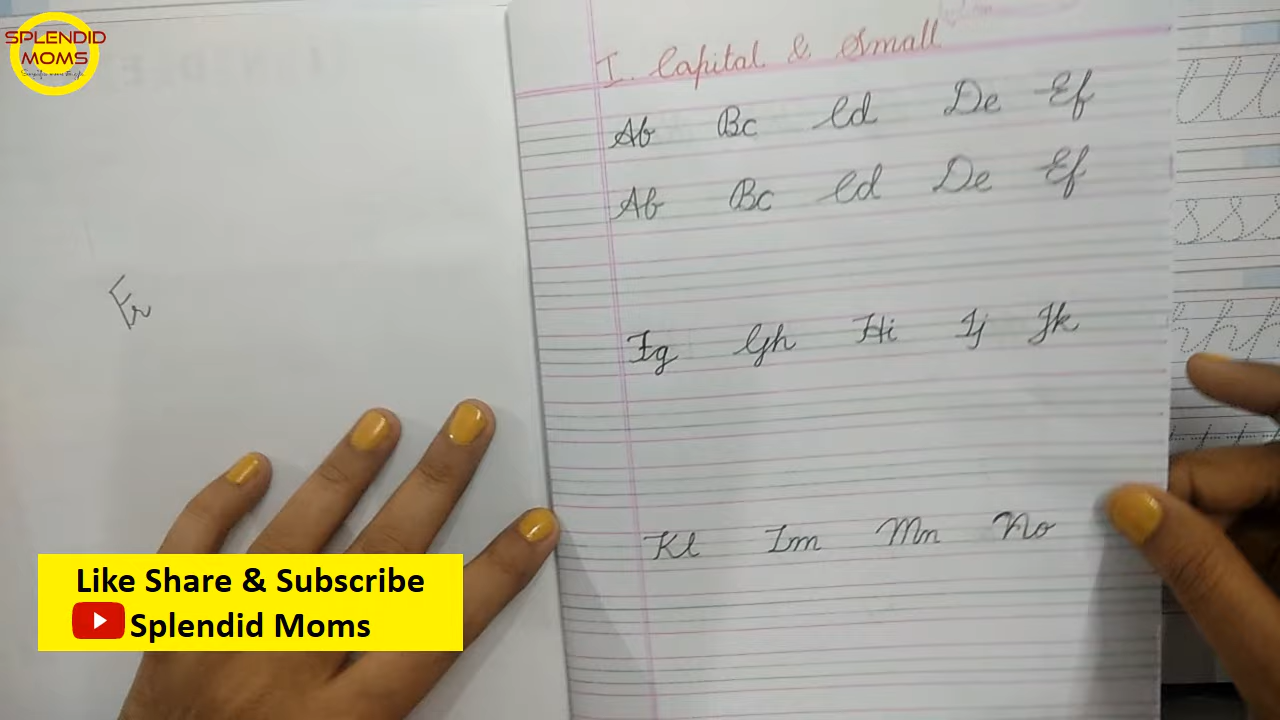 SPLENDID
MOMS
I. Capital & Small
Ab Bc Cd De Ef
Ab Bc Cd De Ef
Fg Gh Hi Ij Jk
Kl Lm Mn No
Fr
Like Share & Subscribe
Splendid Moms